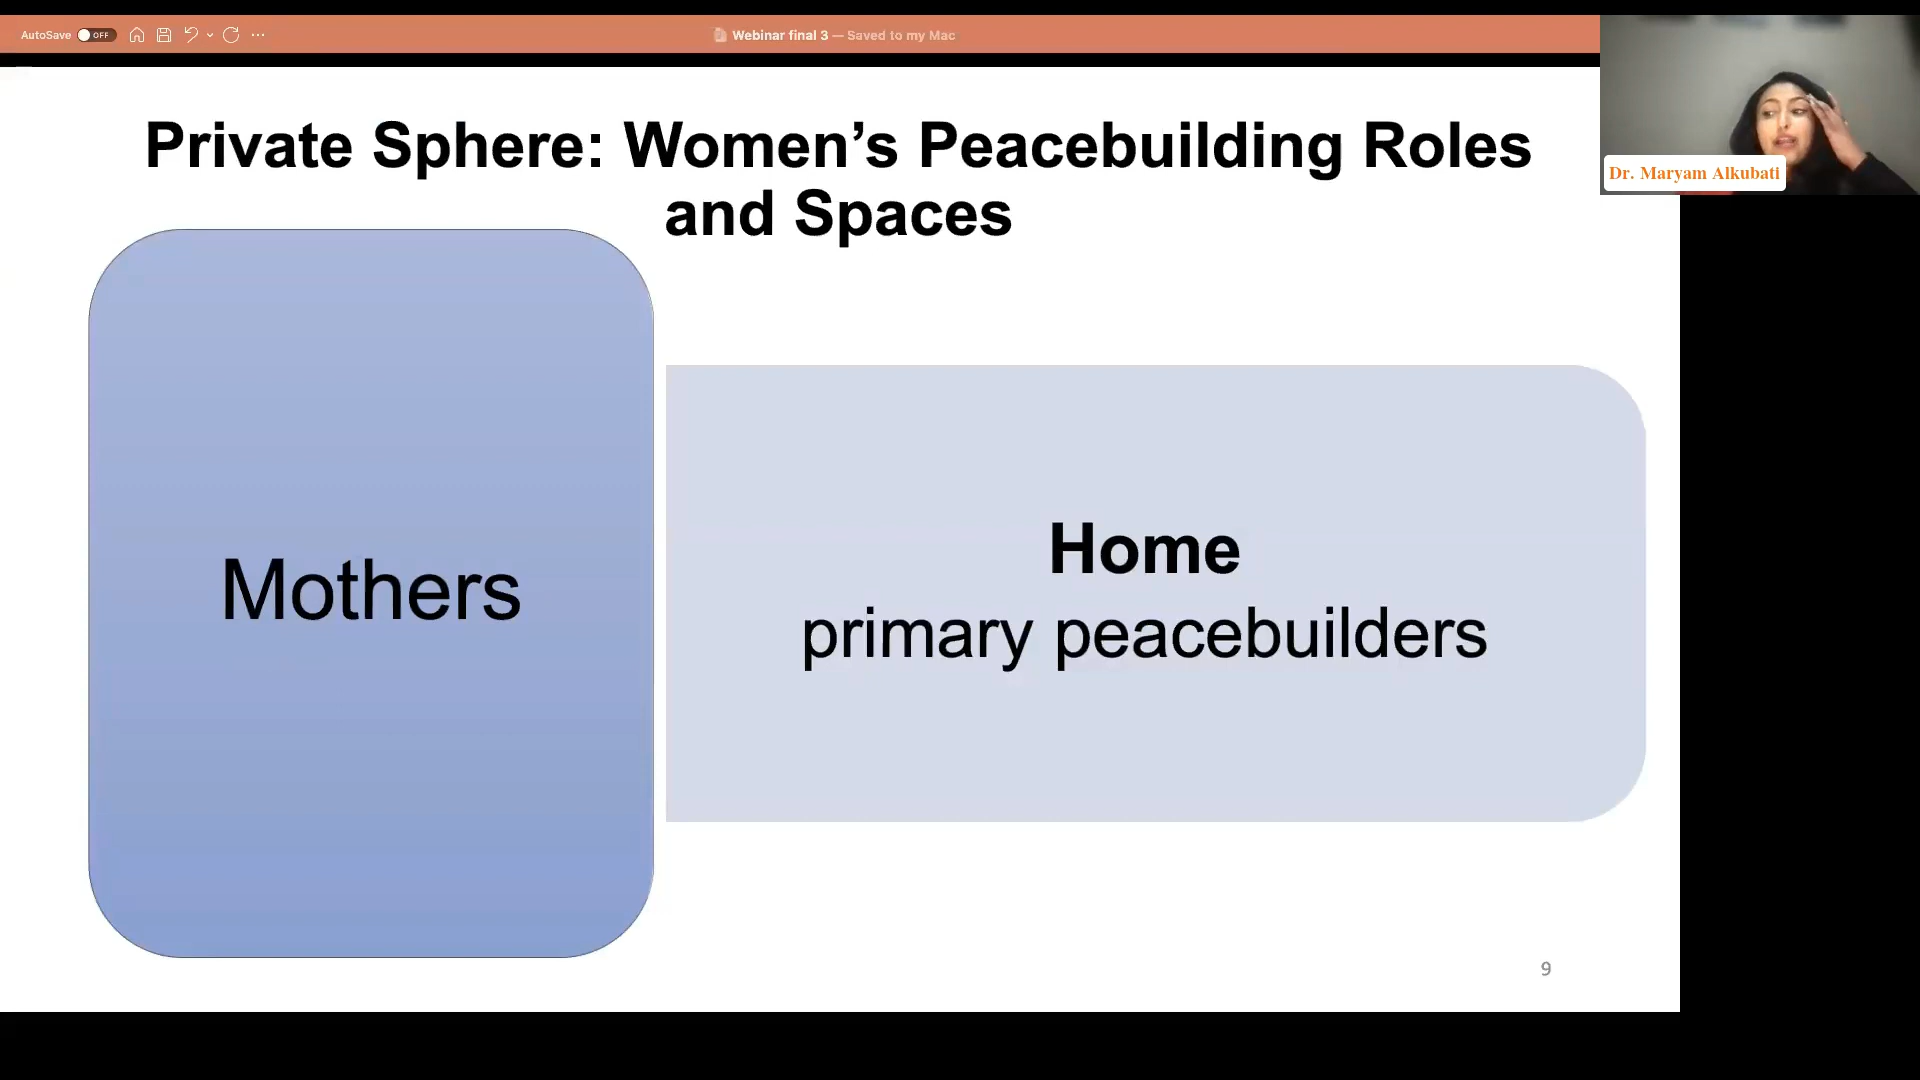 AutoSave OFF
Webinar final 3 — Saved to my Mac
Private Sphere: Women’s Peacebuilding Roles
and Spaces
Dr. Maryam Alkubati
Mothers
Home
primary peacebuilders
9